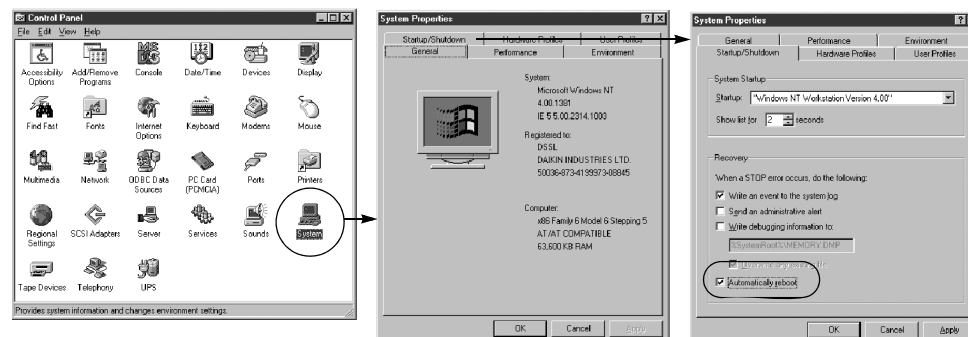 Control Panel
File Edit View Help
Accessibility Options
Add/Remove Programs
Console
Date/Time
Devices
Display
Find Fast
Fonts
Internet Options
Keyboard
Modems
Mouse
Multimedia
Network
ODBC Data Sources
PC Card (PCMCIA)
Ports
Printers
Regional Settings
SCSI Adapters
Server
Services
Sounds
System
Tape Devices
Telephony
UPS
Provides system information and changes environment settings.
System Properties
Startup/Shutdown Hardware Profiles User Profiles
General Performance Environment
System:
Microsoft Windows NT
4.00.1381
IE 5 5.00.2314.1003
Registered to:
DSSL
DAIKIN INDUSTRIES LTD.
50036-873-4199973-08845
Computer:
x86 Family 6 Model 6 Stepping 5
AT/AT COMPATIBLE
63,600 KB RAM
OK Cancel Apply
System Properties
General Performance Environment
Startup/Shutdown Hardware Profiles User Profiles
System Startup
Startup: "Windows NT Workstation Version 4.00"
Show list for 2 seconds
Recovery
When a STOP error occurs, do the following:
Write an event to the system log
Send an administrative alert
Write debugging information to:
%SystemRoot%\MEMORY.DMP
Automatically reboot
OK Cancel Apply